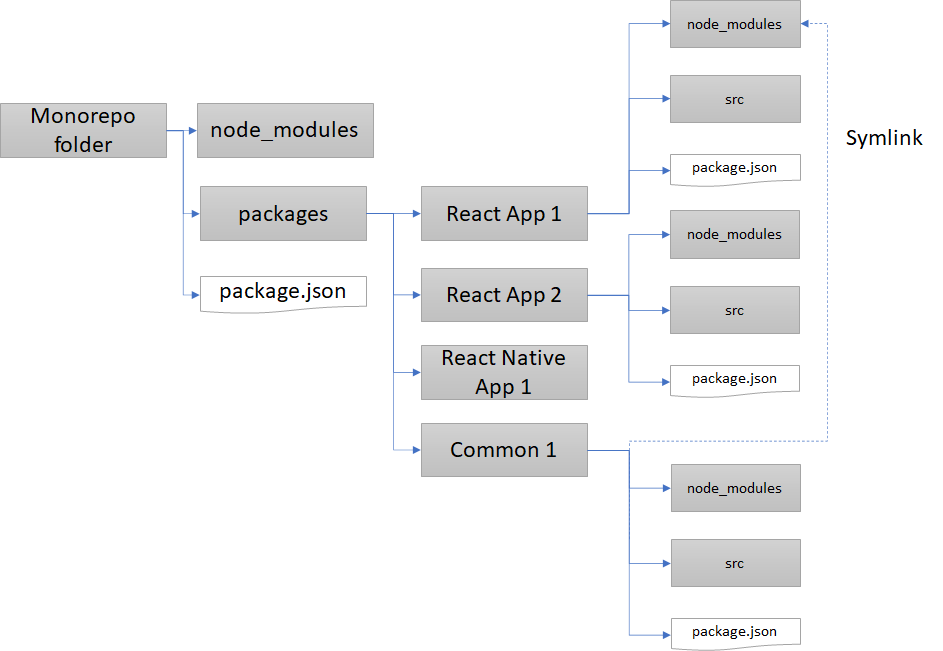 Monorepo
folder
node_modules
packages
package.json
React App 1
React App 2
React Native
App 1
Common 1
node_modules
src
package.json
node_modules
src
package.json
node_modules
src
package.json
Symlink